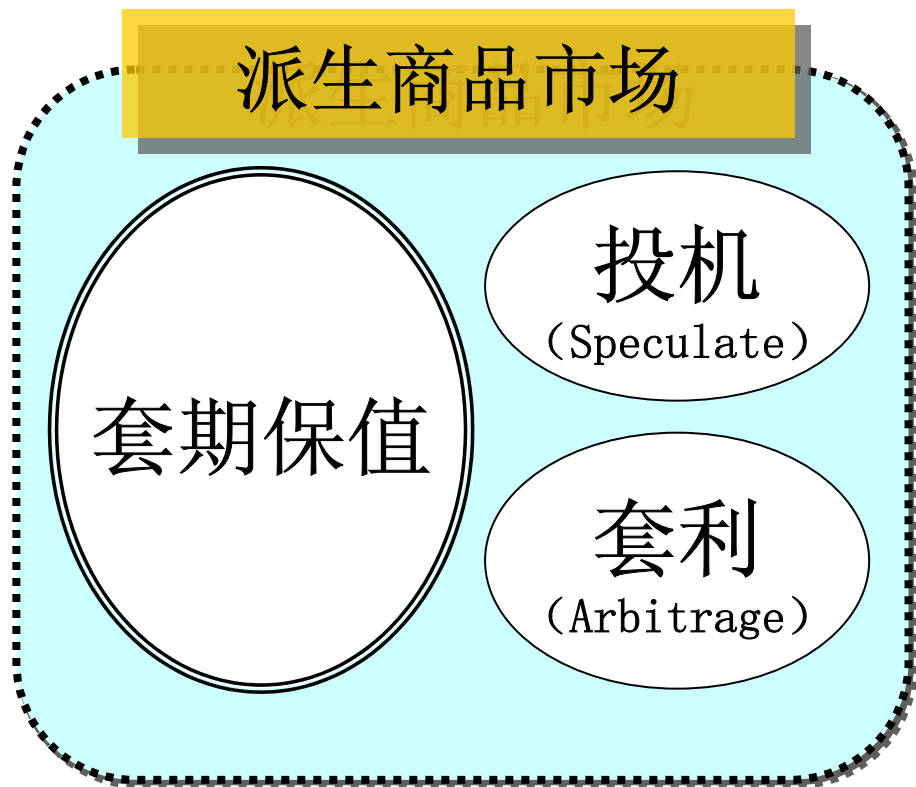 派生商品市场
套期保值
投机
（Speculate）
套利
（Arbitrage）